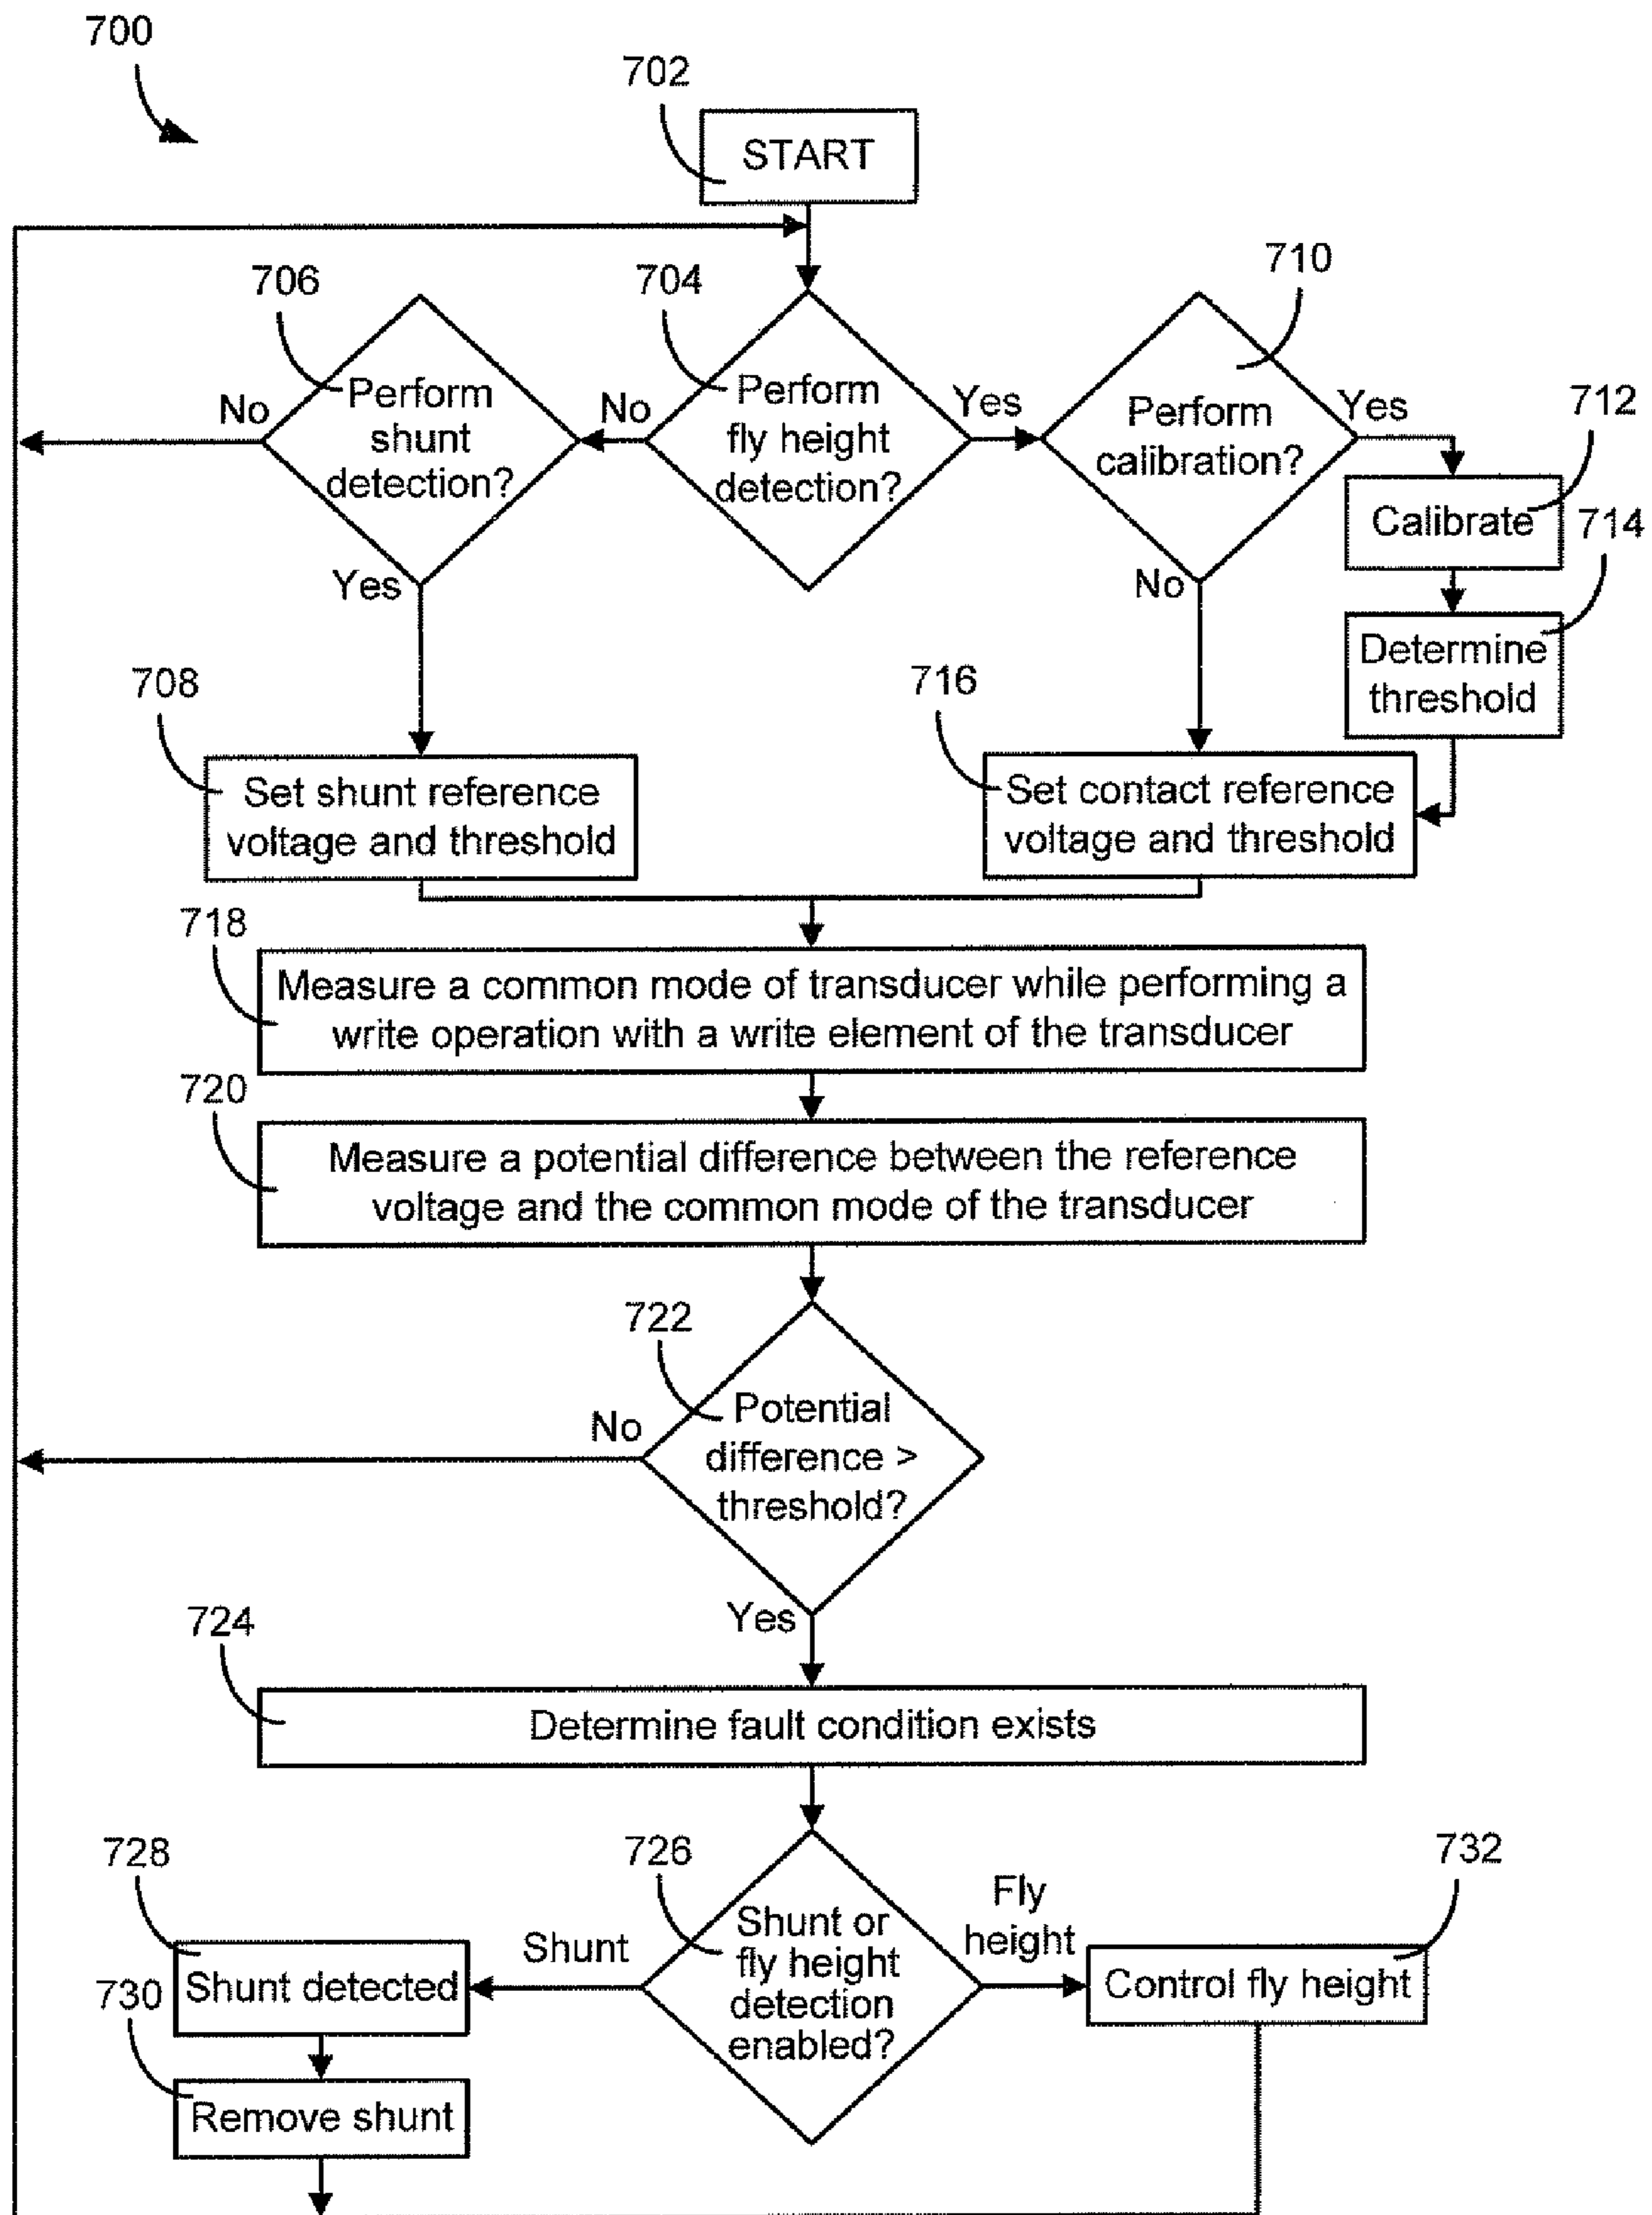 700
702
START
706
704
710
Perform
shunt
detection?
No
Yes
Perform
fly height
detection?
No
Yes
Perform
calibration?
Yes
No
712
Calibrate
714
Determine
threshold
708
Set shunt reference
voltage and threshold
716
Set contact reference
voltage and threshold
718
Measure a common mode of transducer while performing a
write operation with a write element of the transducer
720
Measure a potential difference between the reference
voltage and the common mode of the transducer
722
Potential
difference >
threshold?
No
Yes
724
Determine fault condition exists
726
Shunt or
fly height
detection
enabled?
Shunt
Fly
height
728
Shunt detected
730
Remove shunt
732
Control fly height